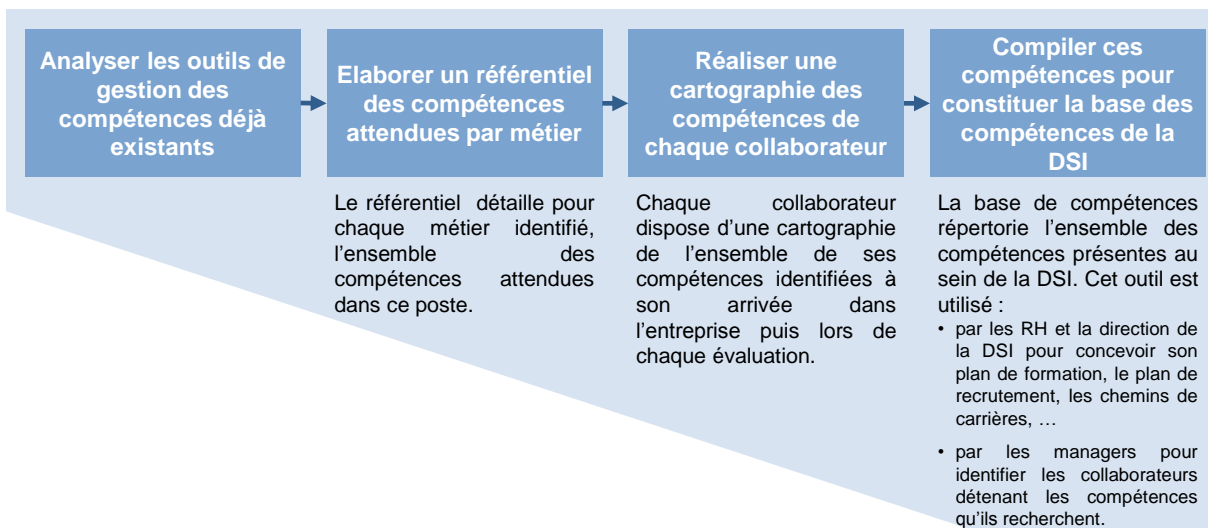 Analyser les outils de
gestion des
compétences déjà
existants
Elaborer un référentiel
des compétences
attendues par métier
Réaliser une
cartographie des
compétences de
chaque collaborateur
Compiler ces
compétences pour
constituer la base des
compétences de la
DSI
Le référentiel détaille pour
chaque métier identifié,
l’ensemble des
compétences attendues
dans ce poste.
Chaque collaborateur
dispose d’une cartographie
de l’ensemble de ses
compétences identifiées à
son arrivée dans
l’entreprise puis lors de
chaque évaluation.
La base de compétences
répertorie l’ensemble des
compétences présentes au
sein de la DSI. Cet outil est
utilisé :
• par les RH et la direction de
la DSI pour concevoir son
plan de formation, le plan de
recrutement, les chemins de
carrières, …
• par les managers pour
identifier les collaborateurs
détenant les compétences
qu’ils recherchent.